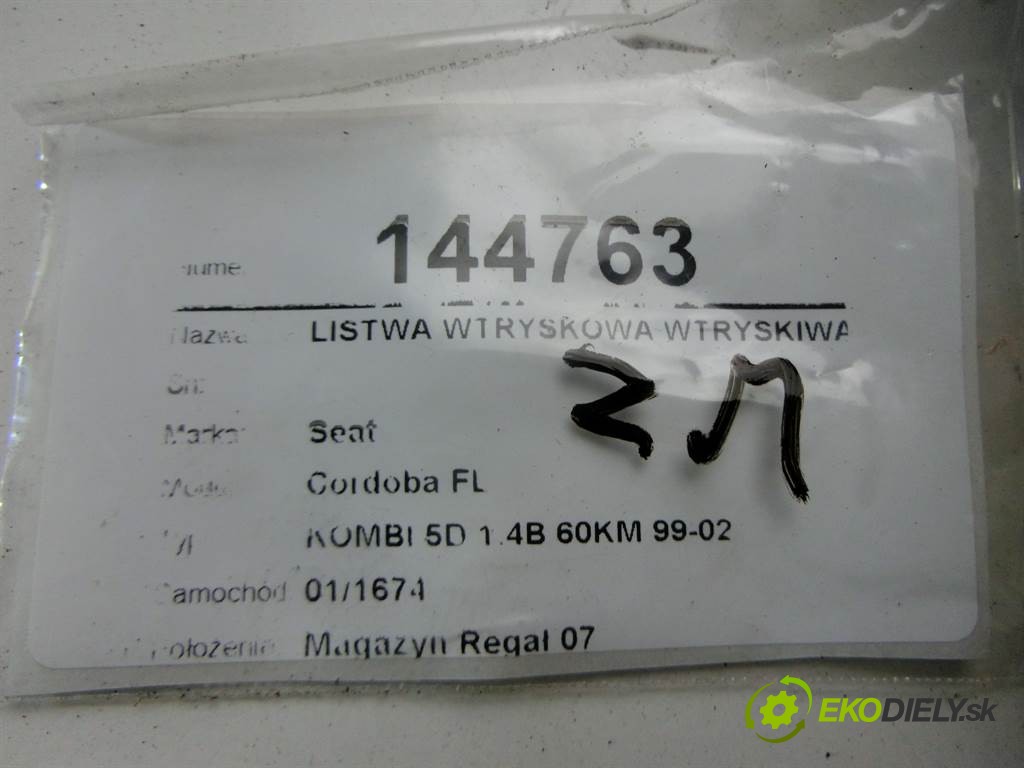 144763
Nazwa LISTWA WTRYSKOWA WTRYSKIWA
Marka: Seat
Cordoba FL
KOMBI 5D 1.4B 60KM 99-02
Samochód 01/1674
Położenie Magazyn Regał 07
EKODIELY.sk